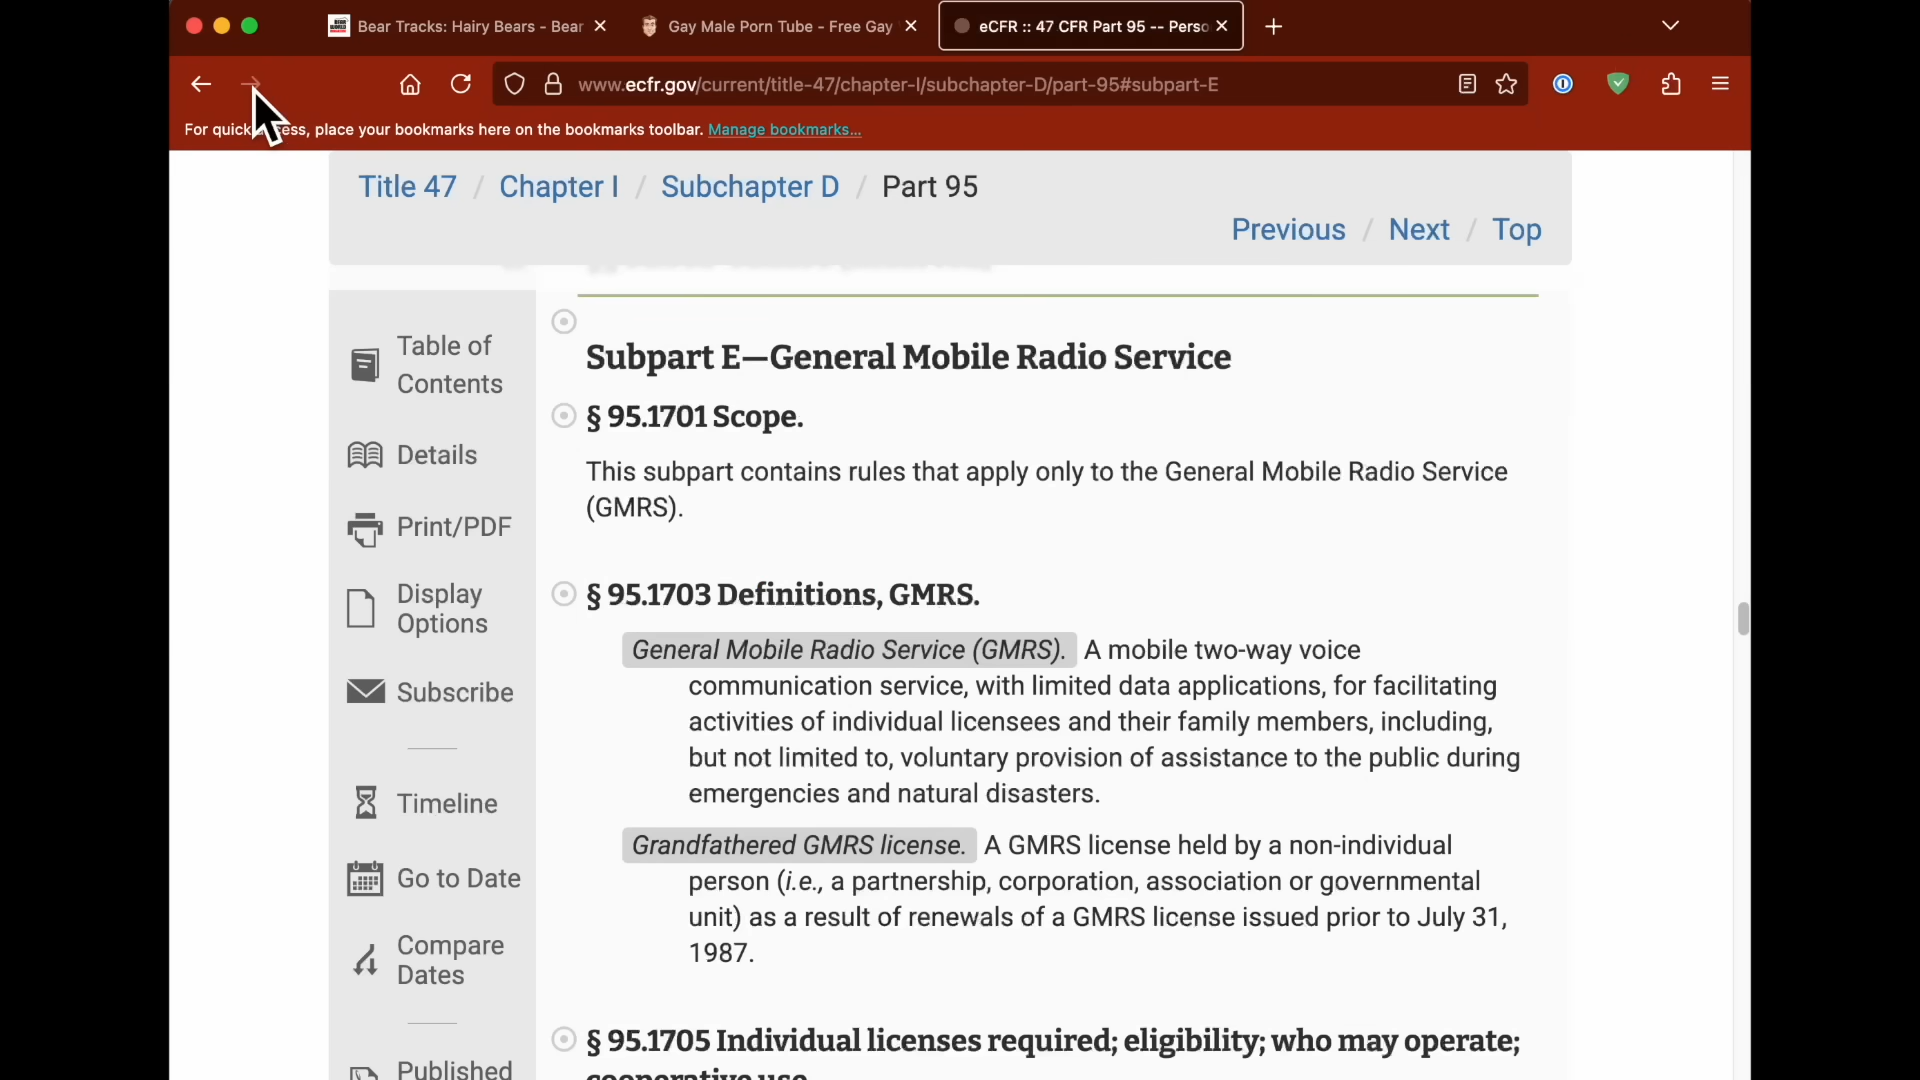 Bear Tracks: Hairy Bears - Bear
Gay Male Porn Tube - Free Gay
eCFR :: 47 CFR Part 95 -- Perso
www.ecfr.gov/current/title-47/chapter-I/subchapter-D/part-95#subpart-E
For quick ess, place your bookmarks here on the bookmarks toolbar. Manage bookmarks...
Title 47 / Chapter I / Subchapter D / Part 95
Previous / Next / Top
Table of
Contents
Details
Print/PDF
Display
Options
Subscribe
Timeline
Go to Date
Compare
Dates
Published
Subpart E—General Mobile Radio Service
§ 95.1701 Scope.
This subpart contains rules that apply only to the General Mobile Radio Service
(GMRS).
§ 95.1703 Definitions, GMRS.
General Mobile Radio Service (GMRS). A mobile two-way voice
communication service, with limited data applications, for facilitating
activities of individual licensees and their family members, including,
but not limited to, voluntary provision of assistance to the public during
emergencies and natural disasters.
Grandfathered GMRS license. A GMRS license held by a non-individual
person (i.e., a partnership, corporation, association or governmental
unit) as a result of renewals of a GMRS license issued prior to July 31,
1987.
§ 95.1705 Individual licenses required; eligibility; who may operate;
cooperative use.